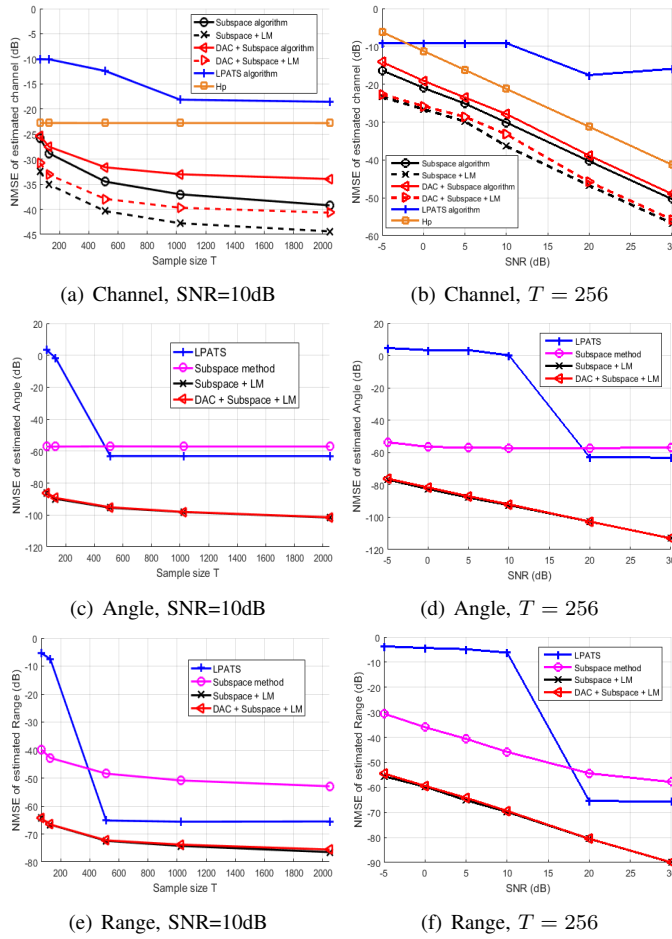 0
-5
-10
-15
-20
-25
-30
-35
-40
-45
NMSE of estimated channel (dB)
Subspace algorithm
Subspace + LM
DAC + Subspace algorithm
DAC + Subspace + LM
LPATS algorithm
Hp
200 400 600 800 1000 1200 1400 1600 1800 2000
Sample size T
(a) Channel, SNR=10dB
0
-10
-20
-30
-40
-50
-60
NMSE of estimated channel (dB)
Subspace algorithm
Subspace + LM
DAC + Subspace algorithm
DAC + Subspace + LM
LPATS algorithm
Hp
-5 0 5 10 15 20 25 30
SNR (dB)
(b) Channel, T = 256
20
0
-20
-40
-60
-80
-100
-120
NMSE of estimated Angle (dB)
LPATS
Subspace method
Subspace + LM
DAC + Subspace + LM
200 400 600 800 1000 1200 1400 1600 1800 2000
Sample size T
(c) Angle, SNR=10dB
20
0
-20
-40
-60
-80
-100
-120
NMSE of estimated Angle (dB)
LPATS
Subspace method
Subspace + LM
DAC + Subspace + LM
-5 0 5 10 15 20 25 30
SNR (dB)
(d) Angle, T = 256
0
-10
-20
-30
-40
-50
-60
-70
-80
NMSE of estimated Range (dB)
LPATS
Subspace method
Subspace + LM
DAC + Subspace + LM
200 400 600 800 1000 1200 1400 1600 1800 2000
Sample size T
(e) Range, SNR=10dB
0
-10
-20
-30
-40
-50
-60
-70
-80
-90
NMSE of estimated Range (dB)
LPATS
Subspace method
Subspace + LM
DAC + Subspace + LM
-5 0 5 10 15 20 25 30
SNR (dB)
(f) Range, T = 256